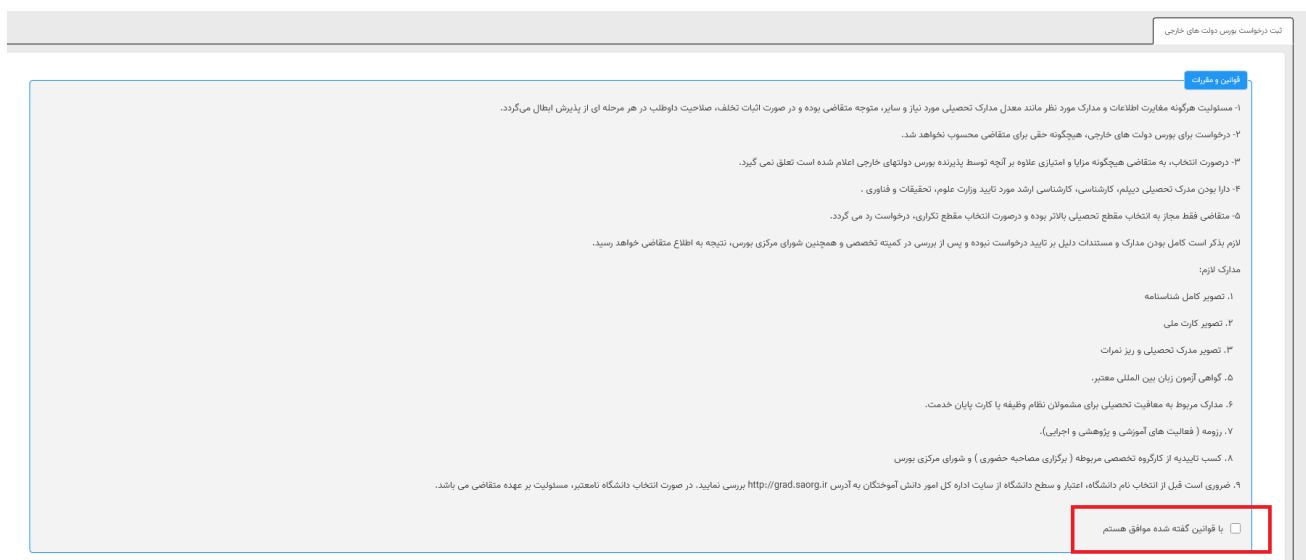 ثبت درخواست بورس دولت های خارجی
قوانین و مقررات
۱- مسئولیت هرگونه مغایرت اطلاعات و مدارک مورد نظر مانند معدل مدارک تحصیلی مورد نیاز و سایر، متوجه متقاضی بوده و در صورت اثبات تخلف، صلاحیت داوطلب در هر مرحله ای از پذیرش ابطال می‌گردد.
۲- درخواست برای بورس دولت های خارجی، هیچگونه حقی برای متقاضی محسوب نخواهد شد.
۳- درصورت انتخاب، به متقاضی هیچگونه مزایا و امتیازی علاوه بر آنچه توسط پذیرنده بورس دولتهای خارجی اعلام شده است تعلق نمی گیرد.
۴- دارا بودن مدرک تحصیلی دیپلم، کارشناسی، کارشناسی ارشد مورد تایید وزارت علوم، تحقیقات و فناوری .
۵- متقاضی فقط مجاز به انتخاب مقطع تحصیلی بالاتر بوده و درصورت انتخاب مقطع تکراری، درخواست رد می گردد.
لازم بذکر است کامل بودن مدارک و مستندات دلیل بر تایید درخواست نبوده و پس از بررسی در کمیته تخصصی و همچنین شورای مرکزی بورس، نتیجه به اطلاع متقاضی خواهد رسید.
مدارک لازم:
۱. تصویر کامل شناسنامه
۲. تصویر کارت ملی
۳. تصویر مدرک تحصیلی و ریز نمرات
۵. گواهی آزمون زبان بین المللی معتبر.
۶. مدارک مربوط به معافیت تحصیلی برای مشمولان نظام وظیفه یا کارت پایان خدمت.
۷. رزومه ( فعالیت های آموزشی و پژوهشی و اجرایی).
۸. کسب تاییدیه از کارگروه تخصصی مربوطه ( برگزاری مصاحبه حضوری ) و شورای مرکزی بورس
۹. ضروری است قبل از انتخاب نام دانشگاه، اعتبار و سطح دانشگاه از سایت اداره کل امور دانش آموختگان به آدرس http://grad.saorg.ir بررسی نمایید. در صورت انتخاب دانشگاه نامعتبر، مسئولیت بر عهده متقاضی می باشد.
با قوانین گفته شده موافق هستم